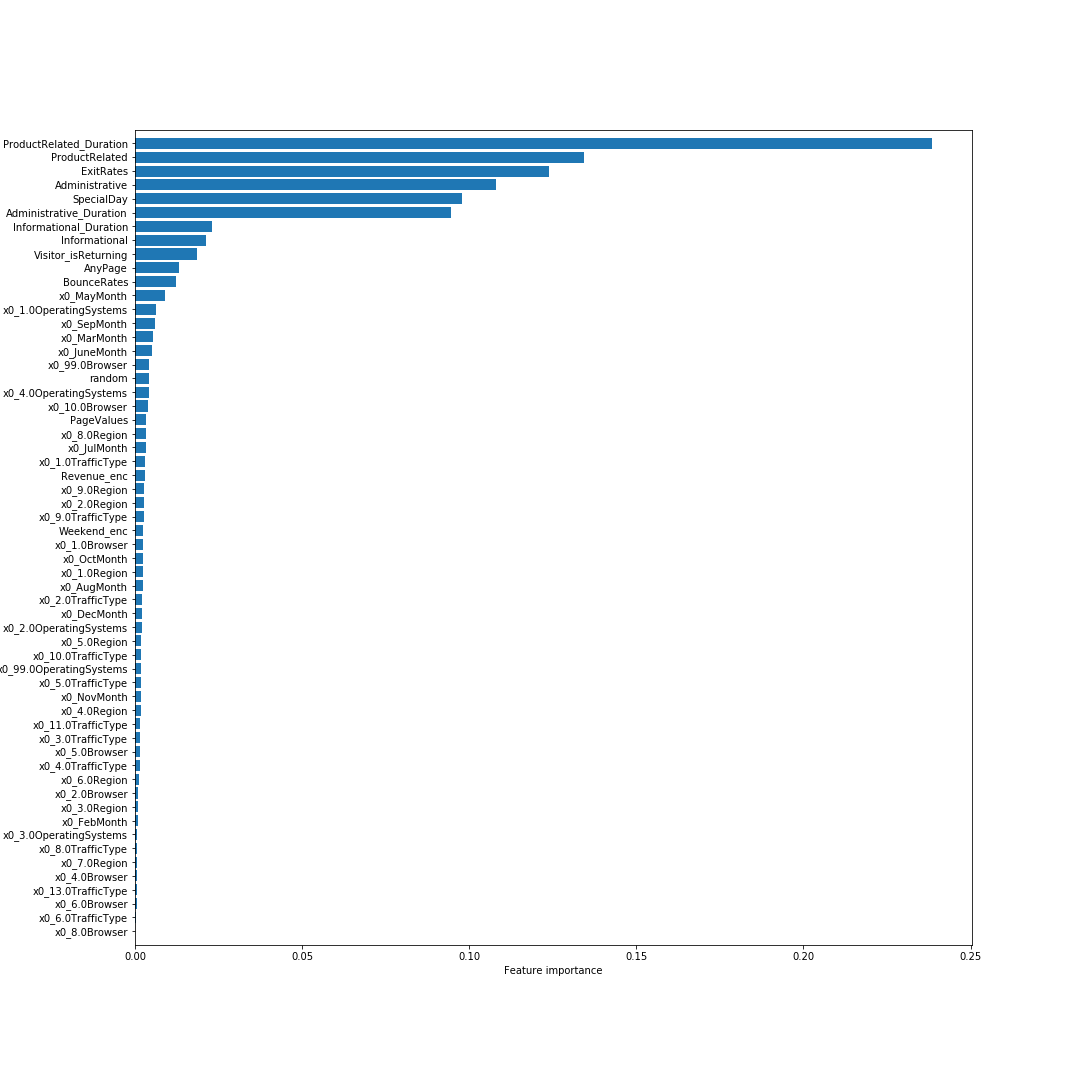 ProductRelated_Duration
ProductRelated
ExitRates
Administrative
SpecialDay
Administrative_Duration
Informational_Duration
Informational
Visitor_isReturning
AnyPage
BounceRates
x0_MayMonth
x0_1.0OperatingSystems
x0_SepMonth
x0_MarMonth
x0_JuneMonth
x0_99.0Browser
random
x0_4.0OperatingSystems
x0_10.0Browser
PageValues
x0_8.0Region
x0_JulMonth
x0_1.0TrafficType
Revenue_enc
x0_9.0Region
x0_2.0Region
x0_9.0TrafficType
Weekend_enc
x0_1.0Browser
x0_OctMonth
x0_1.0Region
x0_AugMonth
x0_2.0TrafficType
x0_DecMonth
x0_2.0OperatingSystems
x0_5.0Region
x0_10.0TrafficType
x0_99.0OperatingSystems
x0_5.0TrafficType
x0_NovMonth
x0_4.0Region
x0_11.0TrafficType
x0_3.0TrafficType
x0_5.0Browser
x0_4.0TrafficType
x0_6.0Region
x0_2.0Browser
x0_3.0Region
x0_FebMonth
x0_3.0OperatingSystems
x0_8.0TrafficType
x0_7.0Region
x0_4.0Browser
x0_13.0TrafficType
x0_6.0Browser
x0_6.0TrafficType
x0_8.0Browser
0.00 0.05 0.10 0.15 0.20 0.25
Feature importance